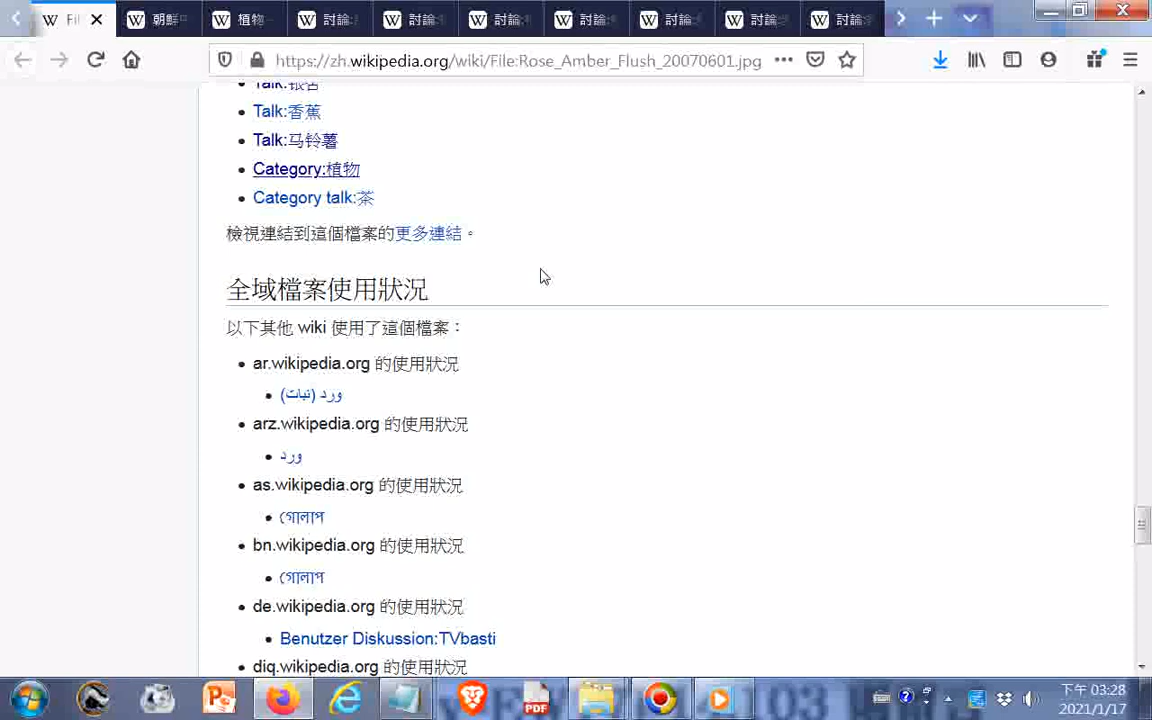 Fil
朝鮮
植物
討論:
討論:
討論:
討論:
討論:
討論:
討論:
https://zh.wikipedia.org/wiki/File:Rose_Amber_Flush_20070601.jpg
Talk:香蕉
Talk:马铃薯
Category:植物
Category talk:茶
檢視連結到這個檔案的更多連結。
全域檔案使用狀況
以下其他 wiki 使用了這個檔案：
ar.wikipedia.org 的使用狀況
ورد (نبات)
arz.wikipedia.org 的使用狀況
ورد
as.wikipedia.org 的使用狀況
গোলাপ
bn.wikipedia.org 的使用狀況
গোলাপ
de.wikipedia.org 的使用狀況
Benutzer Diskussion:TVbasti
diq.wikipedia.org 的使用狀況
PDF
下午 03:28
2021/1/17